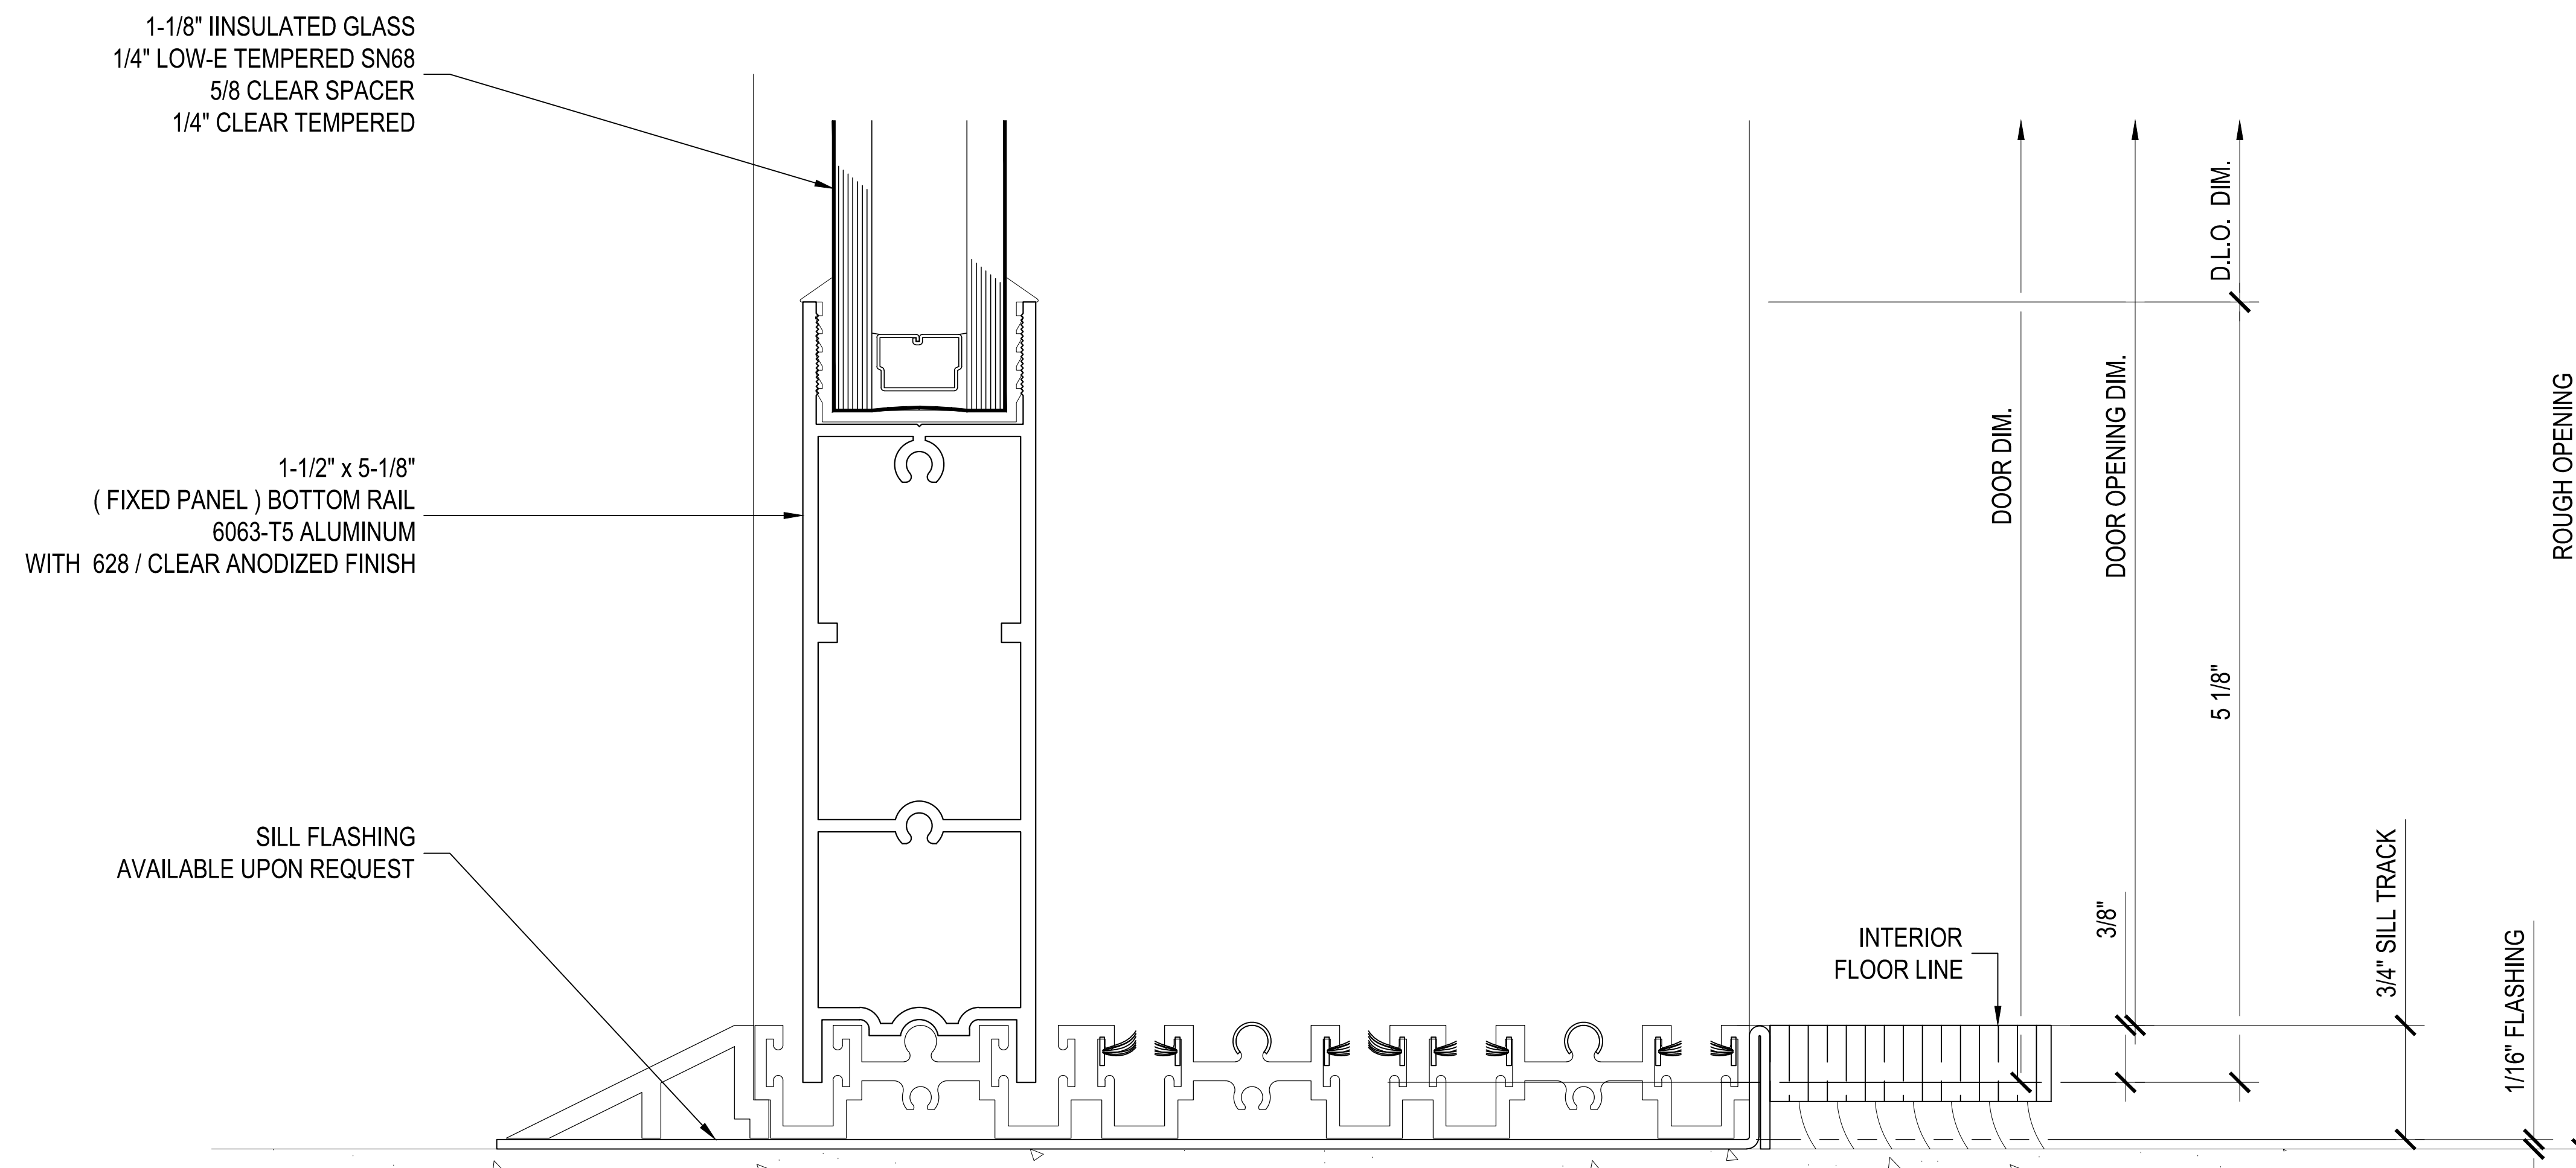 1-1/8" IINSULATED GLASS
1/4" LOW-E TEMPERED SN68
5/8 CLEAR SPACER
1/4" CLEAR TEMPERED
1-1/2" x 5-1/8"
( FIXED PANEL ) BOTTOM RAIL
6063-T5 ALUMINUM
WITH 628 / CLEAR ANODIZED FINISH
SILL FLASHING
AVAILABLE UPON REQUEST
INTERIOR
FLOOR LINE
DOOR DIM.
DOOR OPENING DIM.
3/8"
D.L.O. DIM.
5 1/8"
3/4" SILL TRACK
1/16" FLASHING
ROUGH OPENING